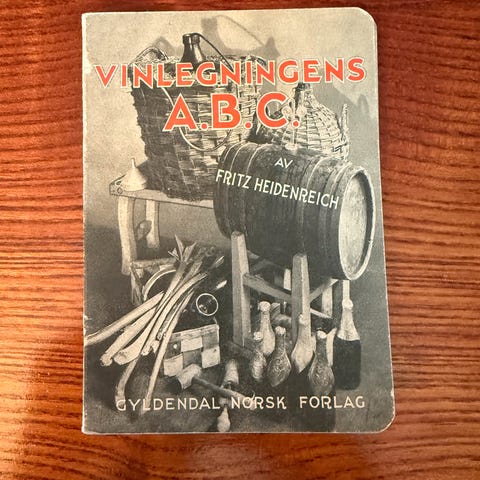 VINLEGNINGENS
A.B.C.
AV
FRITZ HEIDENREICH
GYLDENDAL NORSK FORLAG